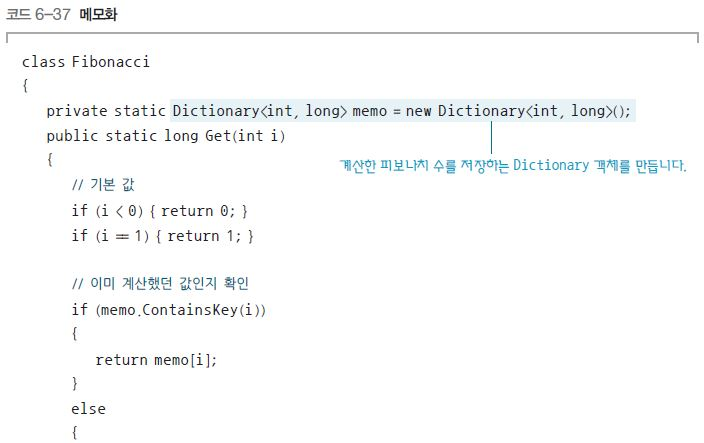 코드 6-37 메모화
class Fibonacci
{
private static Dictionary<int, long> memo = new Dictionary<int, long>();
public static long Get(int i)
{
계산한 피보나치 수를 저장하는 Dictionary 객체를 만듭니다.
// 기본 값
if (i < 0) { return 0; }
if (i == 1) { return 1; }
// 이미 계산했던 값인지 확인
if (memo.ContainsKey(i))
{
return memo[i];
}
else
{